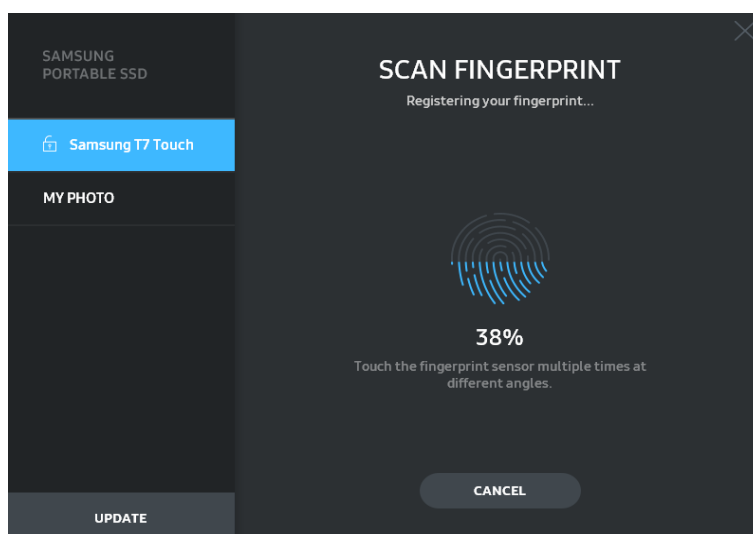 SAMSUNG
PORTABLE SSD
Samsung T7 Touch
MY PHOTO
UPDATE
SCAN FINGERPRINT
Registering your fingerprint...
38%
Touch the fingerprint sensor multiple times at
different angles.
CANCEL